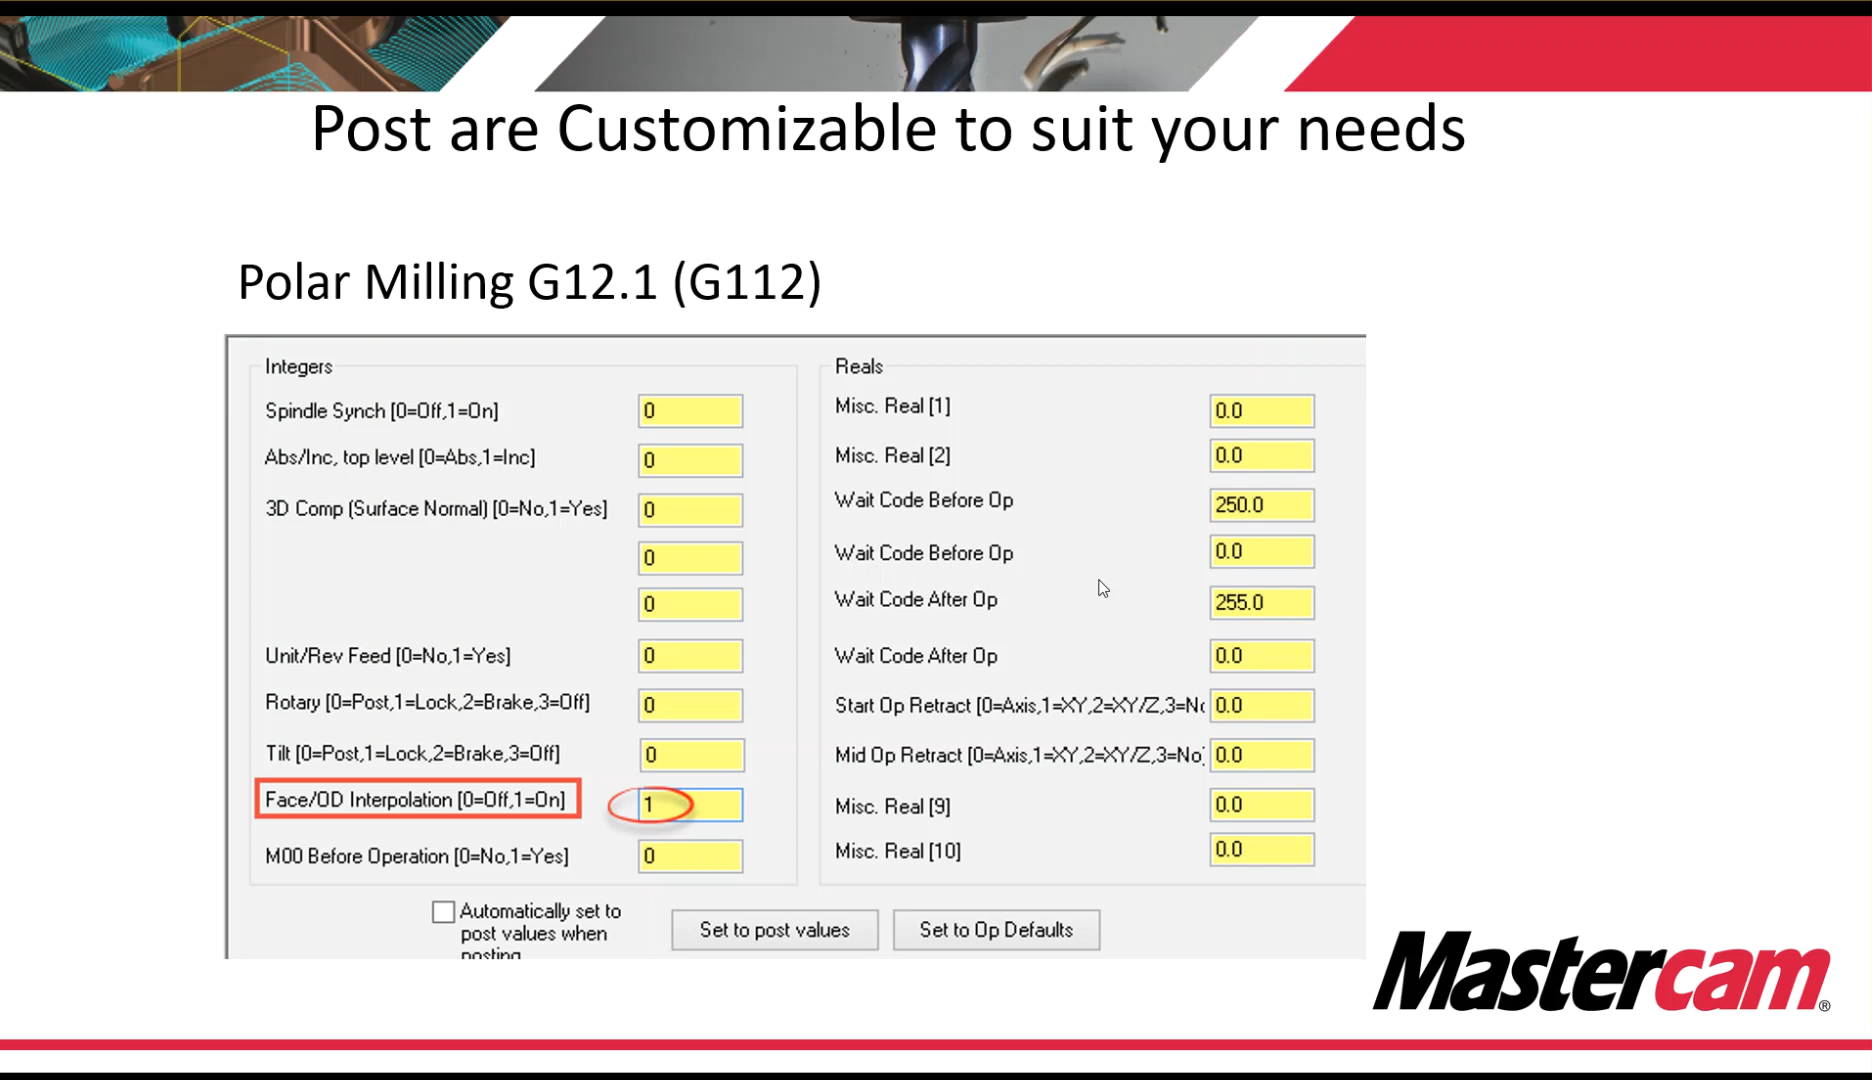 Post are Customizable to suit your needs
Polar Milling G12.1 (G112)
Integers
Spindle Synch [0=Off,1=On] 0
Abs/Inc, top level [0=Abs,1=Inc] 0
3D Comp (Surface Normal) [0=No,1=Yes] 0
0
0
Unit/Rev Feed [0=No,1=Yes] 0
Rotary [0=Post,1=Lock,2=Brake,3=Off] 0
Tilt [0=Post,1=Lock,2=Brake,3=Off] 0
Face/OD Interpolation [0=Off,1=On] 1
M00 Before Operation [0=No,1=Yes] 0
Reals
Misc. Real [1] 0.0
Misc. Real [2] 0.0
Wait Code Before Op 250.0
Wait Code Before Op 0.0
Wait Code After Op 255.0
Wait Code After Op 0.0
Start Op Retract [0=Axis,1=XY,2=XY/Z,3=No 0.0
Mid Op Retract [0=Axis,1=XY,2=XY/Z,3=No] 0.0
Misc. Real [9] 0.0
Misc. Real [10] 0.0
Automatically set to
post values when
posting
Set to post values
Set to Op Defaults
Mastercam®